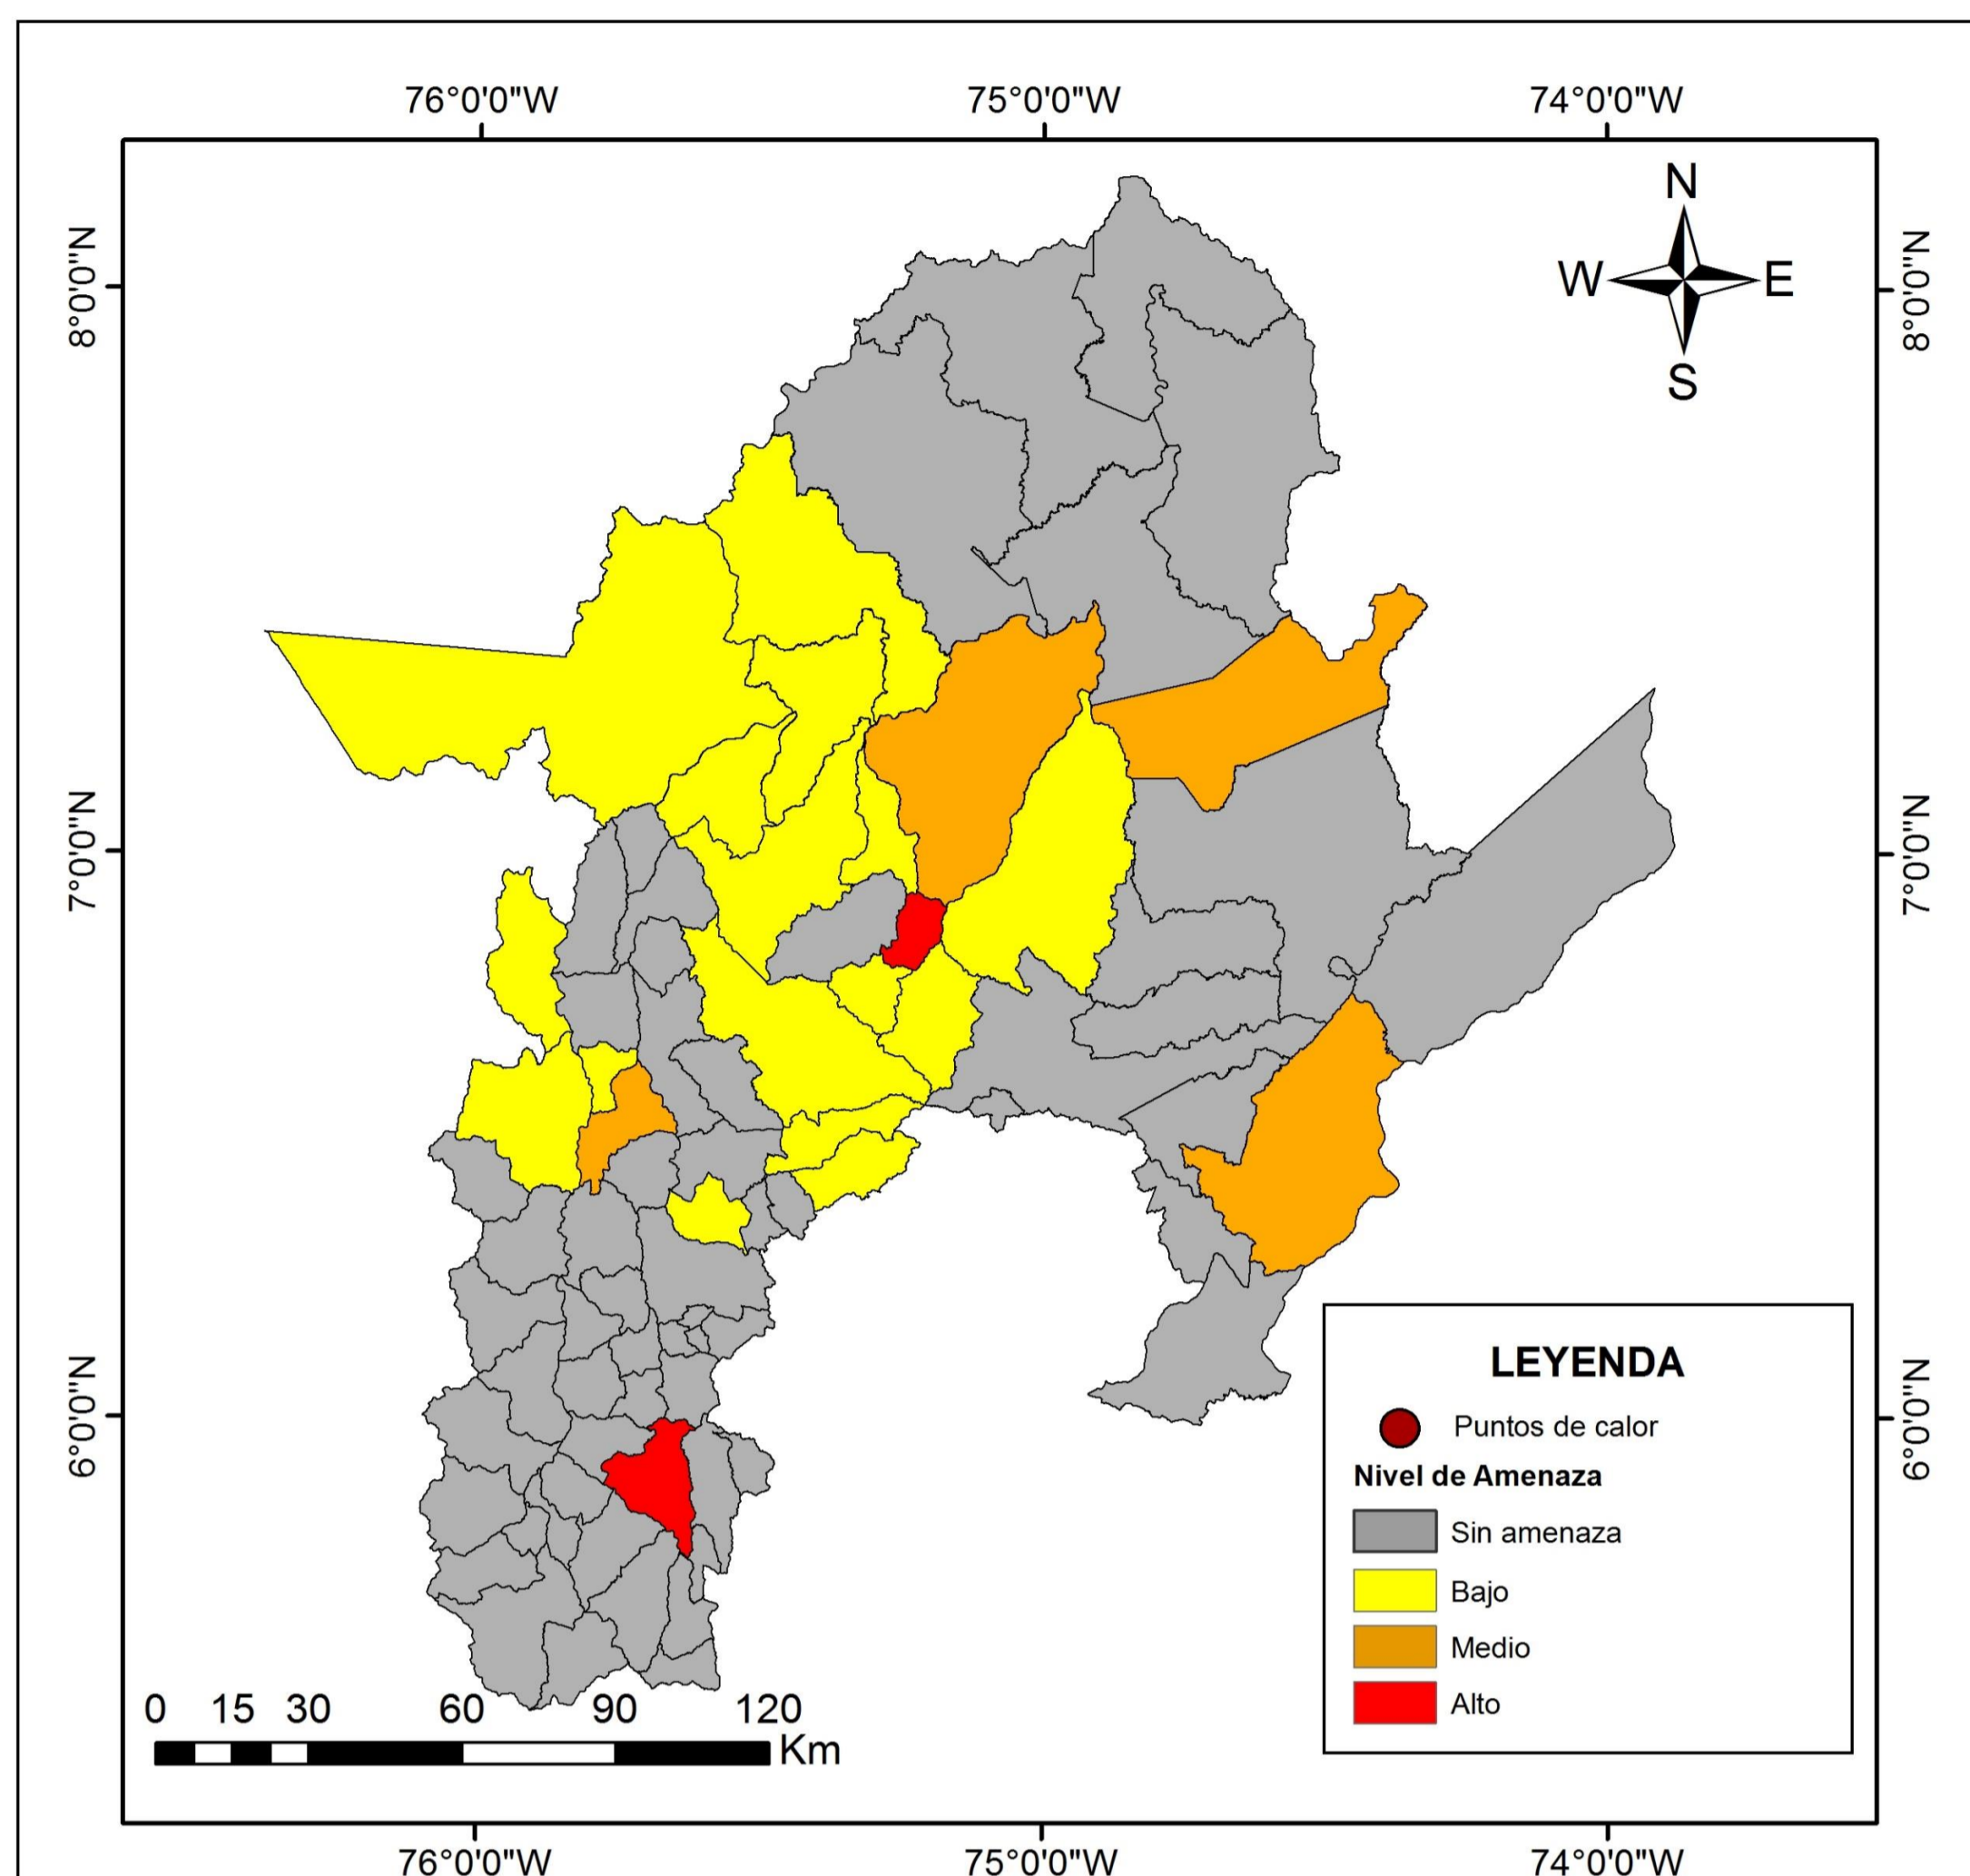 76°0'0"W 75°0'0"W 74°0'0"W
N
W E
S
8°0'0"N 8°0'0"N
7°0'0"N 7°0'0"N
6°0'0"N 6°0'0"N
LEYENDA
Puntos de calor
Nivel de Amenaza
Sin amenaza
Bajo
Medio
Alto
0 15 30 60 90 120
Km
76°0'0"W 75°0'0"W 74°0'0"W